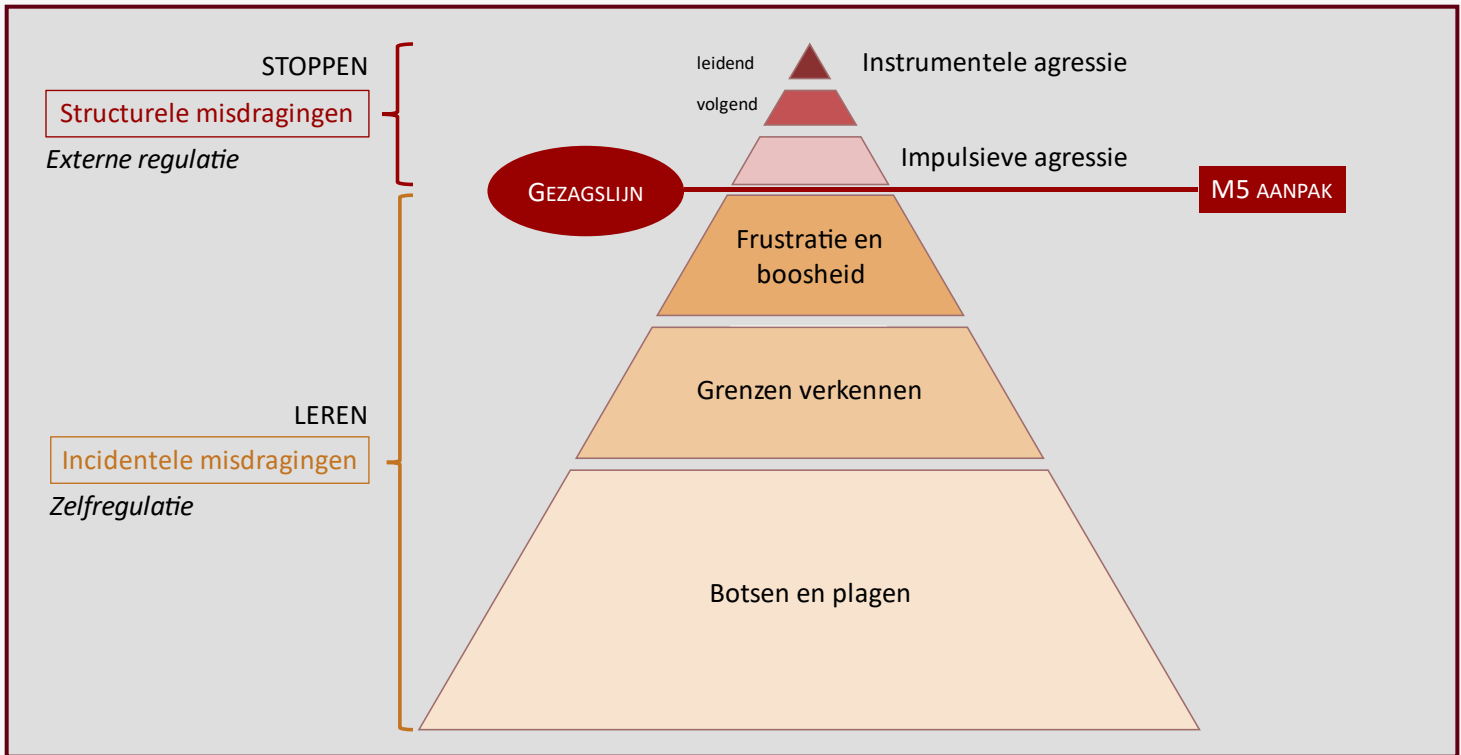 STOPPEN
Structurele misdragingen
Externe regulatie
leidend
Instrumentele agressie
volgend
Impulsieve agressie
GEZAGSLIJN
M5 AANPAK
Frustratie en
boosheid
Grenzen verkennen
LEREN
Incidentele misdragingen
Zelfregulatie
Botsen en plagen